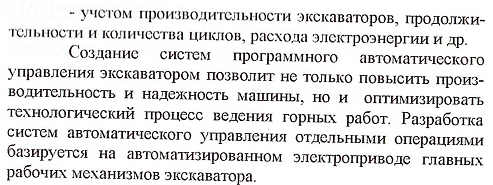 - учетом производительности экскаваторов, продолжи-
тельности и количества циклов, расхода электроэнергии и др.
Создание систем программного автоматического
управления экскаватором позволит не только повысить произ-
водительность и надежность машины, но и оптимизировать
технологический процесс ведения горных работ. Разработка
систем автоматического управления отдельными операциями
базируется на автоматизированном электроприводе главных
рабочих механизмов экскаватора.